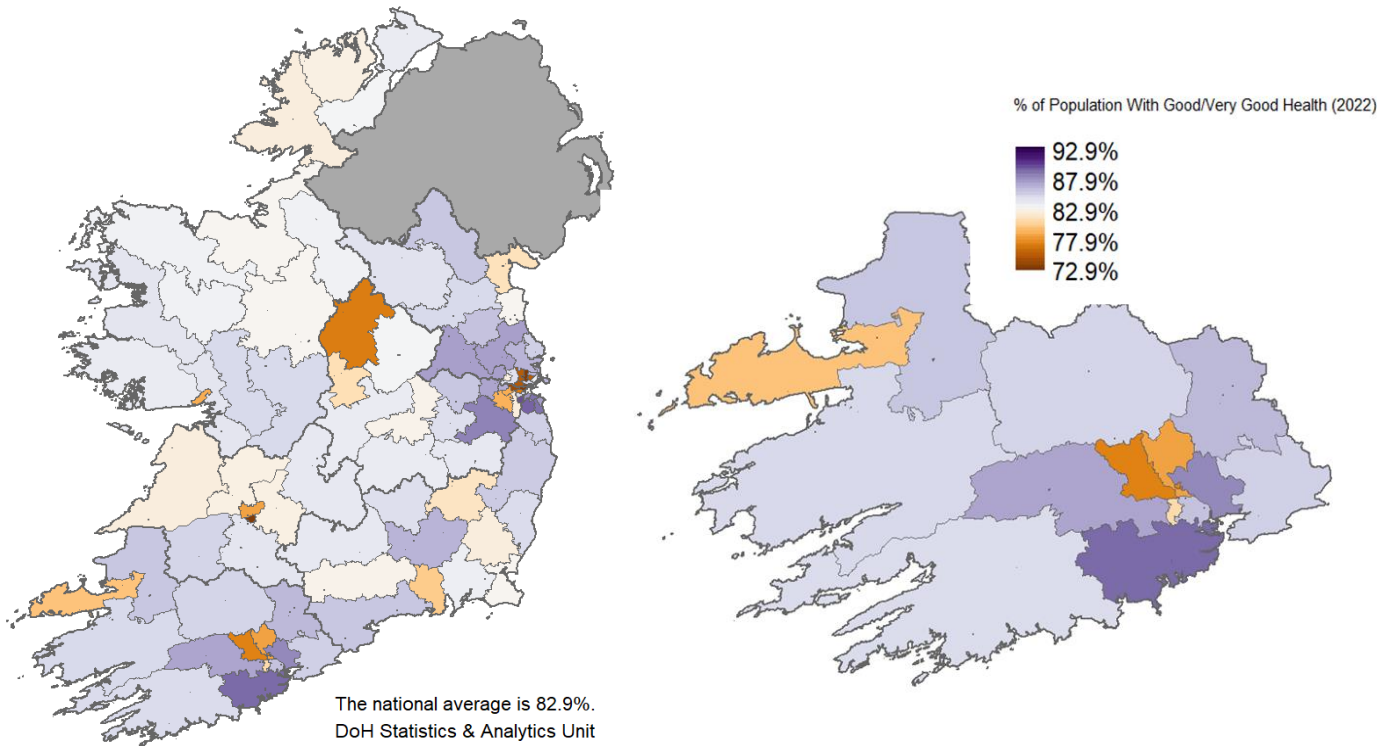 % of Population With Good/Very Good Health (2022)
92.9%
87.9%
82.9%
77.9%
72.9%
The national average is 82.9%.
DoH Statistics & Analytics Unit